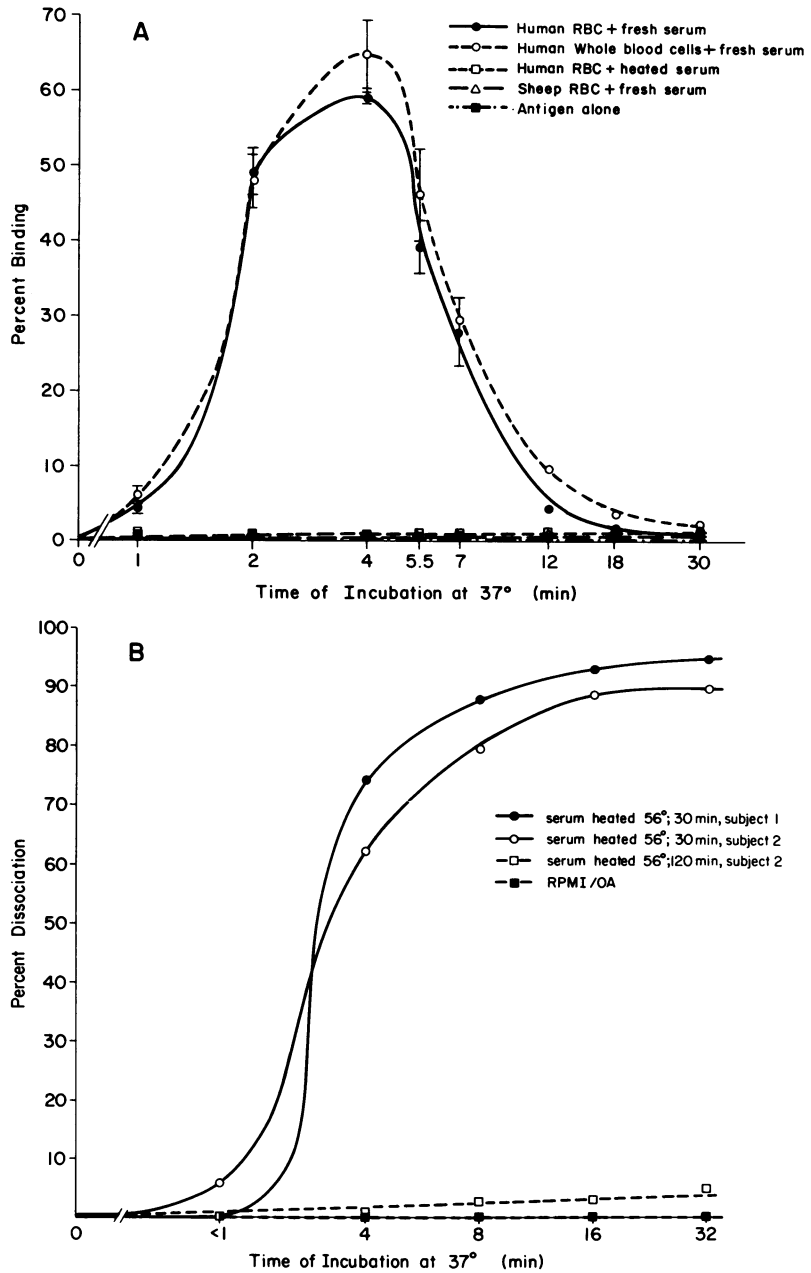 A
Human RBC + fresh serum
Human Whole blood cells + fresh serum
Human RBC + heated serum
Sheep RBC + fresh serum
Antigen alone
70
60
50
40
30
20
10
0
Percent Binding
0 1 2 4 5.5 7 12 18 30
Time of Incubation at 37° (min)
B
100
90
80
70
60
50
40
30
20
10
Percent Dissociation
serum heated 56°; 30 min, subject 1
serum heated 56°; 30 min, subject 2
serum heated 56°; 120 min, subject 2
RPMI/OA
0 <1 4 8 16 32
Time of Incubation at 37° (min)